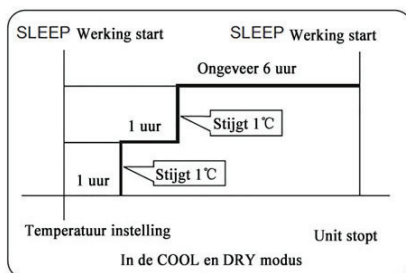 SLEEP Werking start
SLEEP Werking start
Ongeveer 6 uur
1 uur
Stijgt 1℃
1 uur
Stijgt 1℃
Temperatuur instelling
Unit stopt
In de COOL en DRY modus